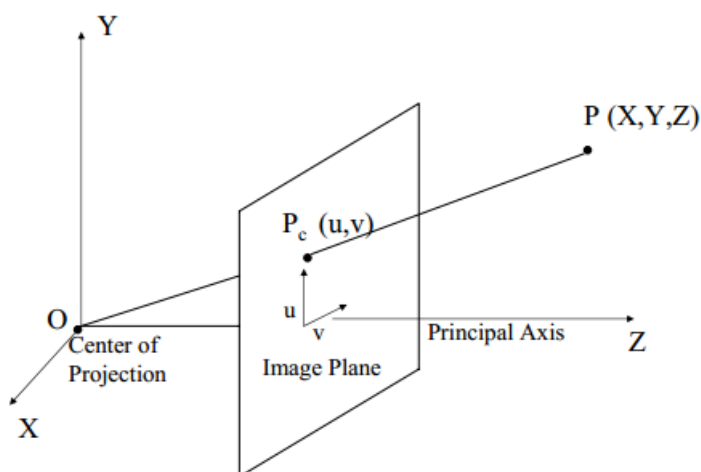 Y
P (X,Y,Z)
P_c (u,v)
O
u
v
Center of
Projection
Principal Axis
Z
Image Plane
X